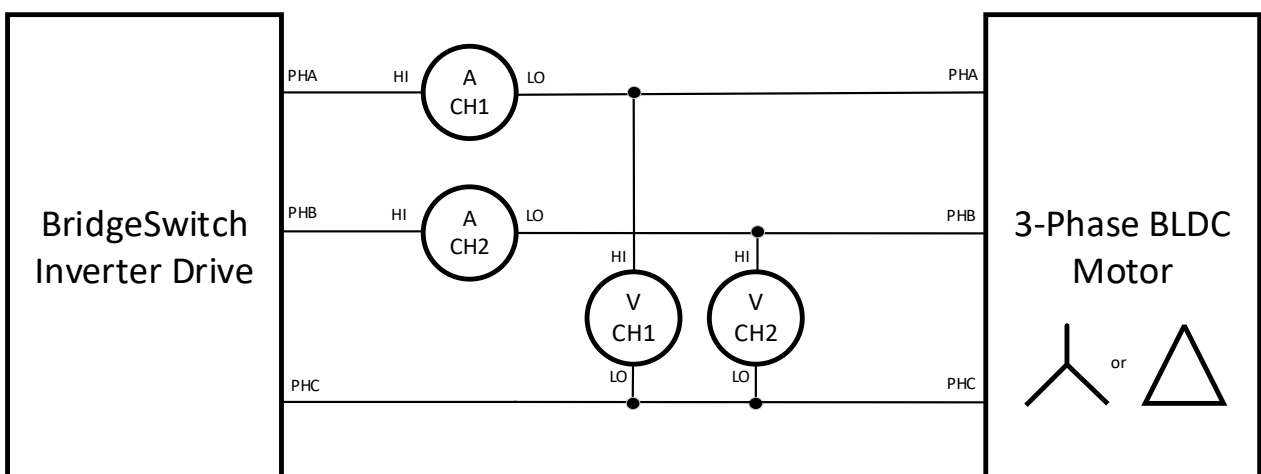 PHA
HI
A
CH1
LO
PHA
PHB
HI
A
CH2
LO
PHB
BridgeSwitch
Inverter Drive
HI
V
CH1
LO
HI
V
CH2
LO
3-Phase BLDC
Motor
or
PHC
PHC